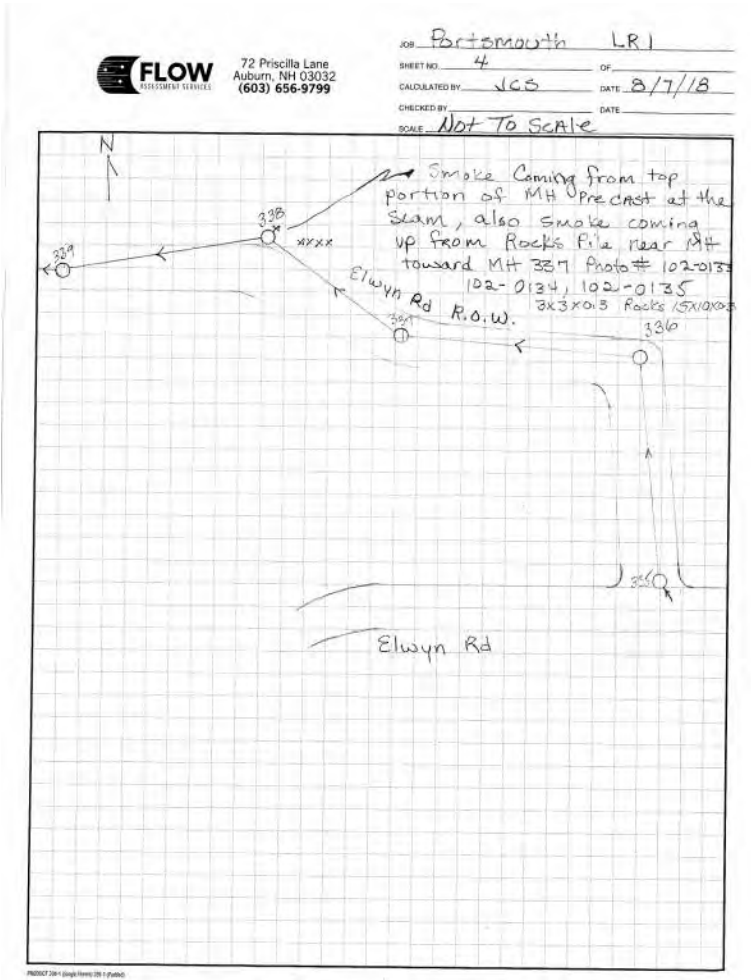 FLOW
ASSESSMENT SERVICES
72 Priscilla Lane
Auburn, NH 03032
(603) 656-9799
JOB Portsmouth LR1
SHEET NO. 4 OF
CALCULATED BY JCS DATE 8/7/18
CHECKED BY DATE
SCALE Not To Scale
N
Smoke Coming from top
portion of MH Precast at the
Seam, also smoke coming
up from Rocks Pile near MH
toward MH 337 Photo # 102-0133
102-0134, 102-0135
3x3x0.3 Rocks 15x10x0.3
338
xxxx
339
Elwyn Rd R.O.W.
337
336
Elwyn Rd